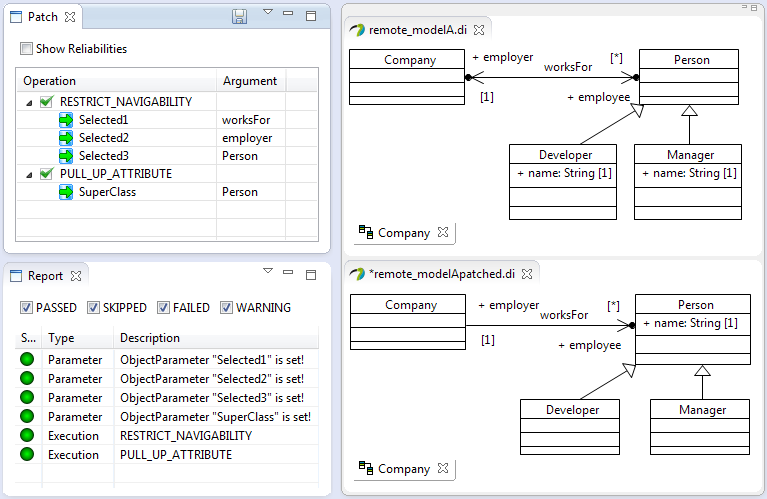 Patch
Show Reliabilities
Operation Argument
RESTRICT_NAVIGABILITY
Selected1 worksFor
Selected2 employer
Selected3 Person
PULL_UP_ATTRIBUTE
SuperClass Person
Report
PASSED SKIPPED FAILED WARNING
S... Type Description
Parameter ObjectParameter "Selected1" is set!
Parameter ObjectParameter "Selected2" is set!
Parameter ObjectParameter "Selected3" is set!
Parameter ObjectParameter "SuperClass" is set!
Execution RESTRICT_NAVIGABILITY
Execution PULL_UP_ATTRIBUTE
remote_modelA.di
Company + employer [*] Person
worksFor
[1] + employee
Developer Manager
+ name: String [1] + name: String [1]
Company
*remote_modelApatched.di
Company + employer [*] Person
worksFor + name: String [1]
[1] + employee
Developer Manager
Company